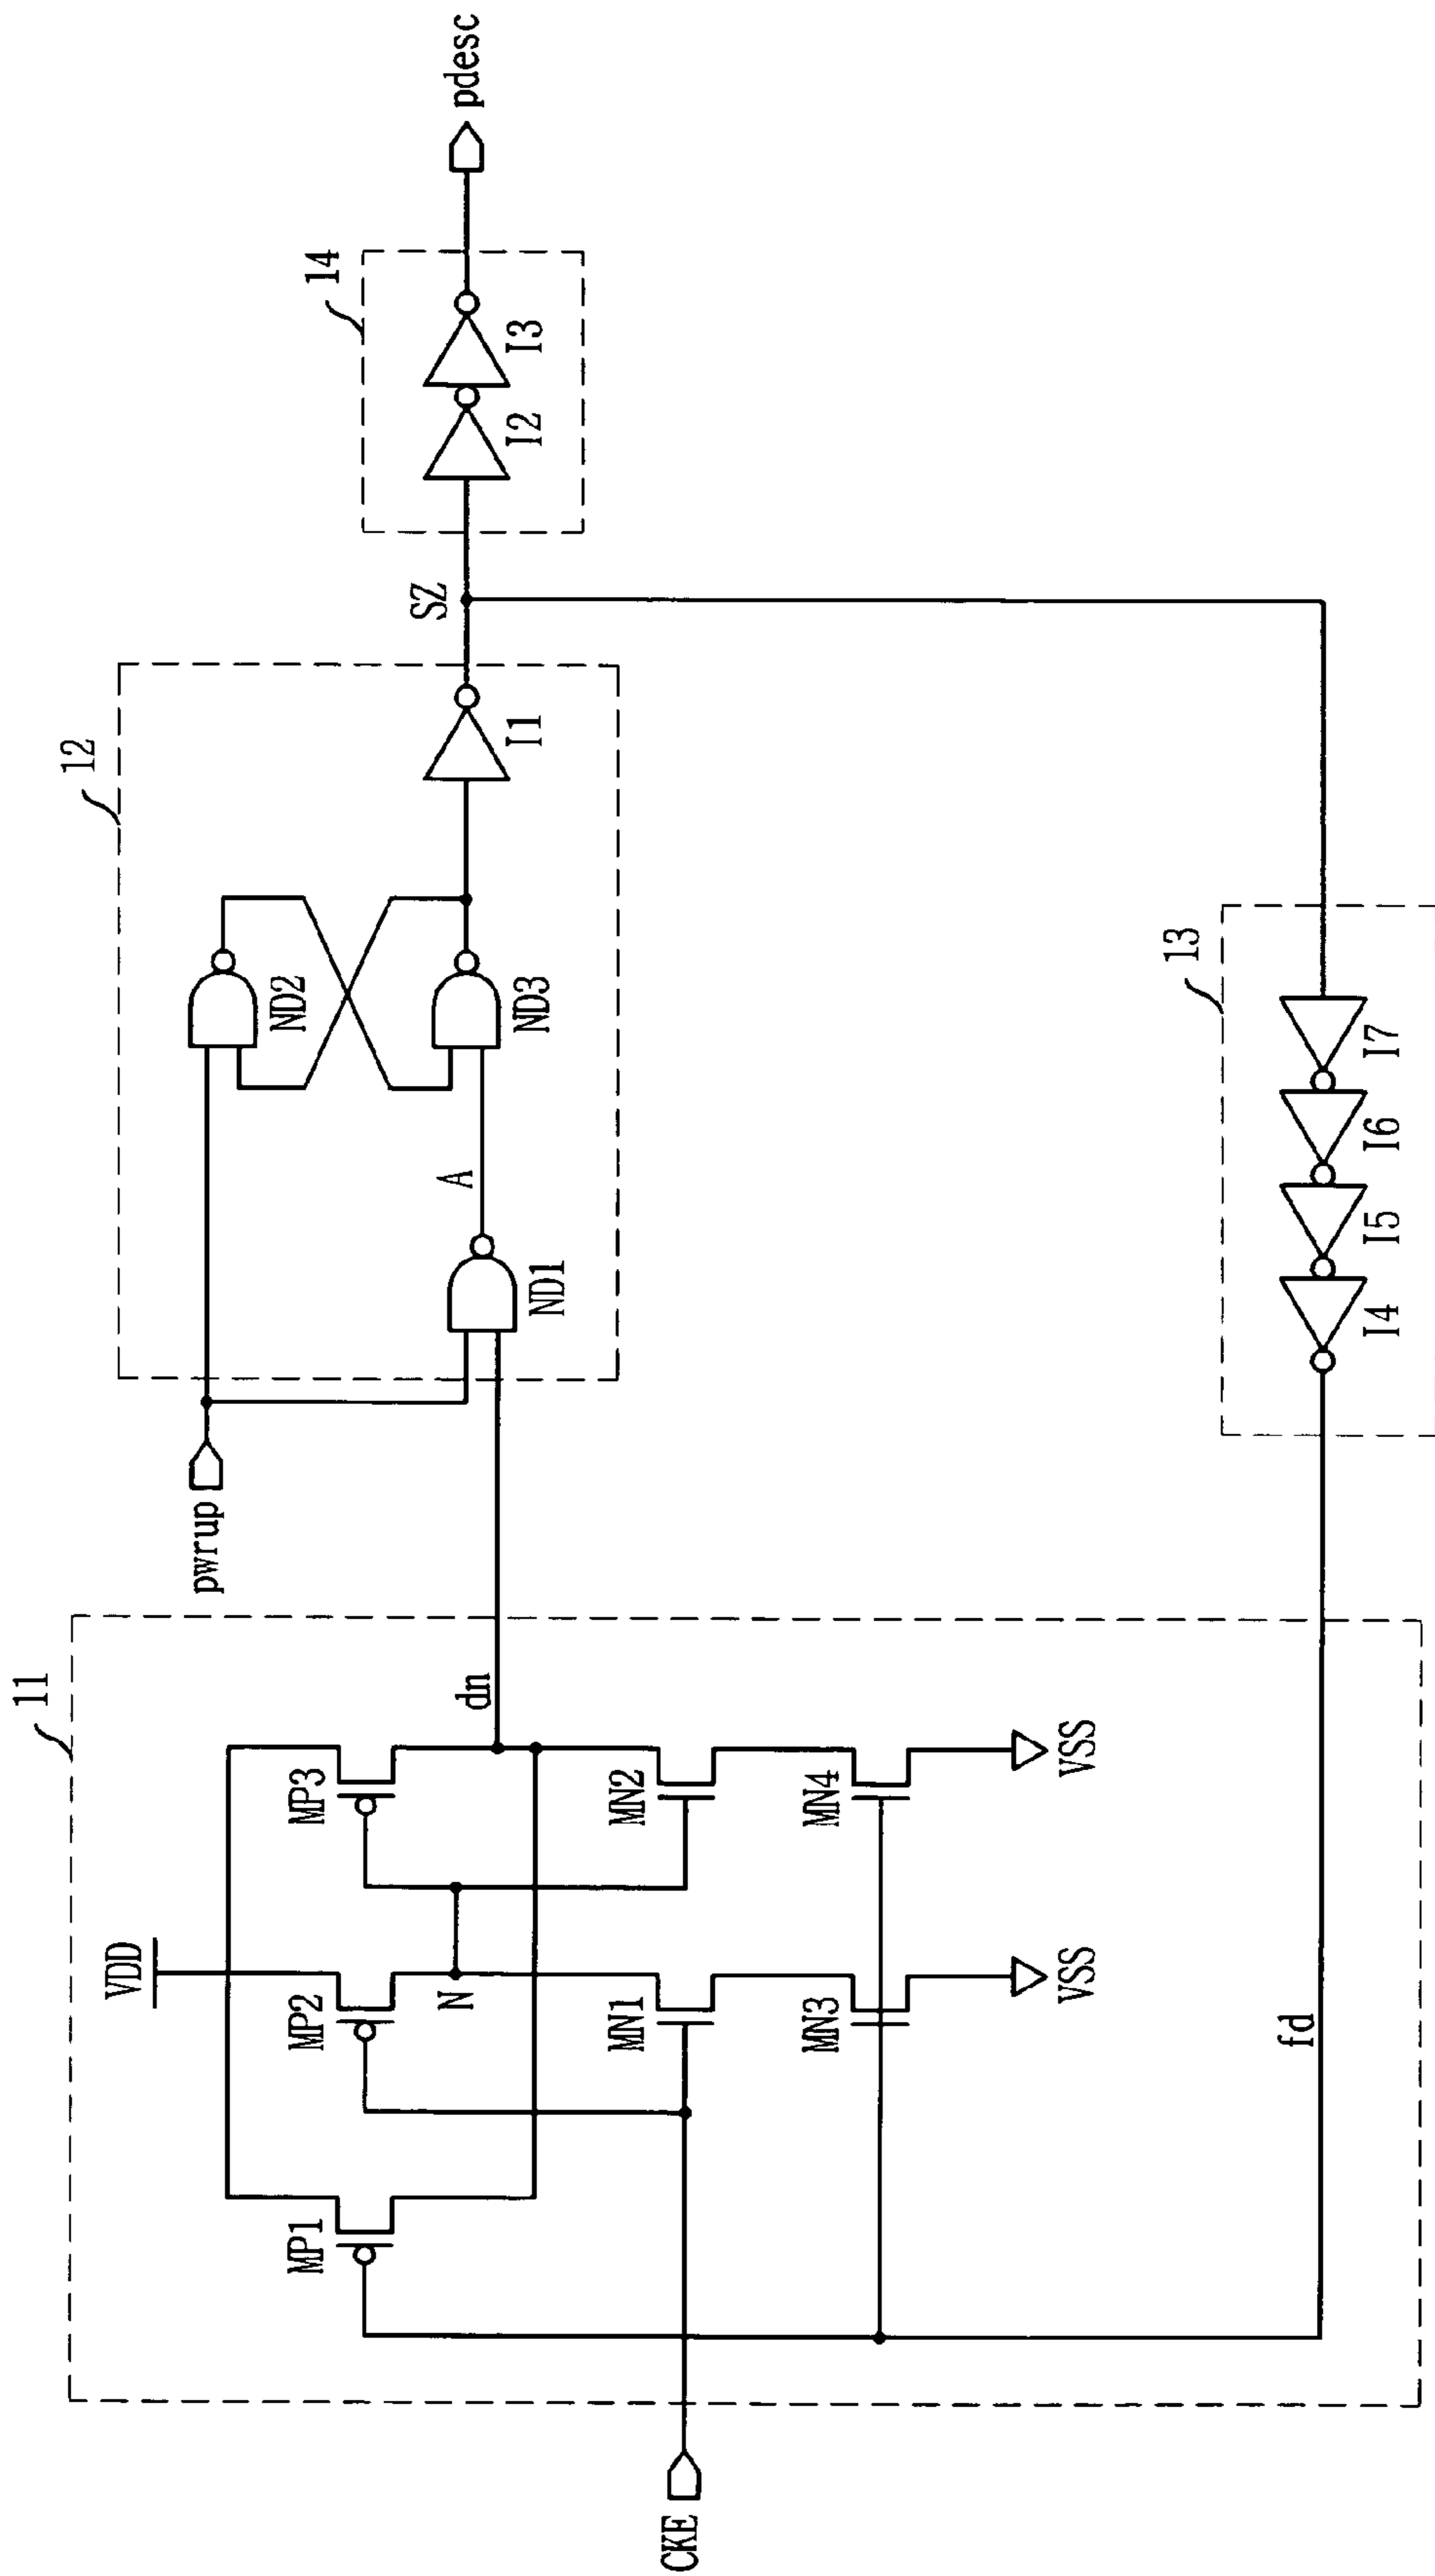 11
VDD
MP1
MP2
MP3
N
dn
MN1
MN2
MN3
MN4
VSS
VSS
CKE
fd
pwrup
12
ND1
A
ND2
ND3
I1
SZ
14
I2
I3
pdesc
13
I4
I5
I6
I7